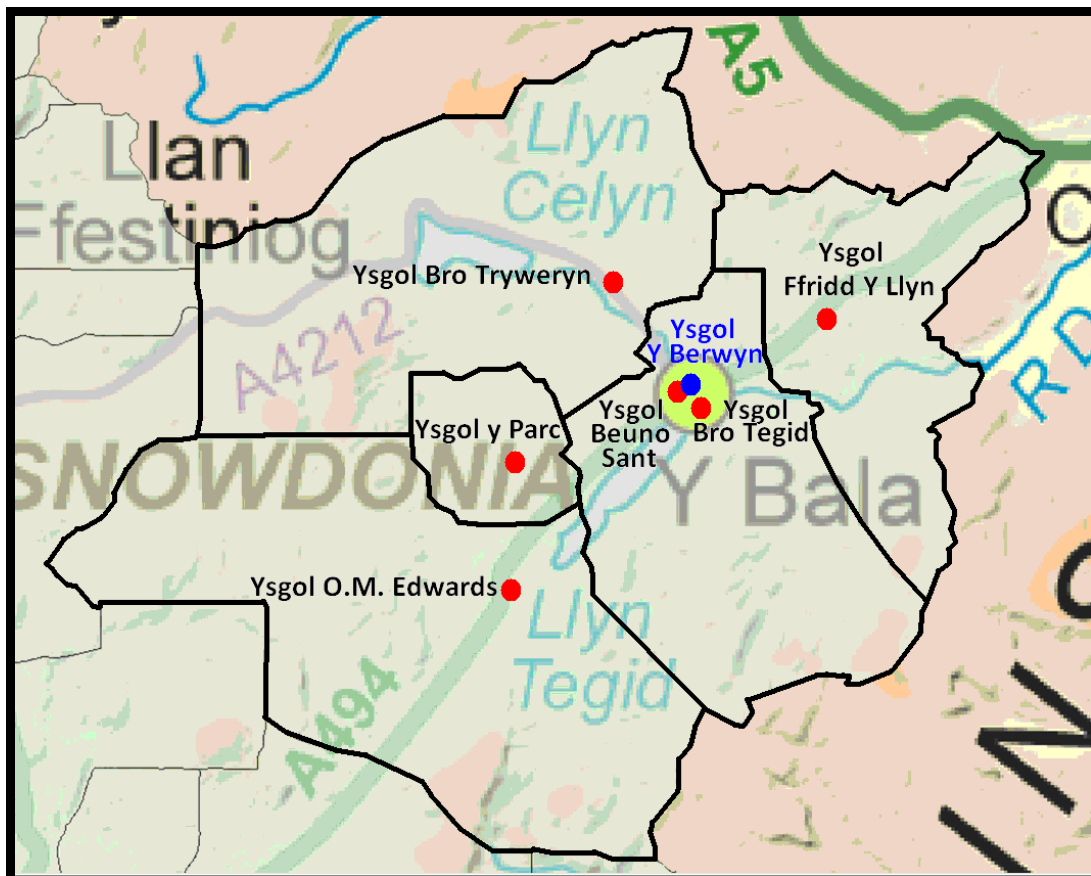 A5
Llyn
Celyn
Llan
Ffestiniog
Ysgol
Ffridd Y Llyn
Ysgol Bro Tryweryn
A4212
Ysgol
Y Berwyn
Ysgol
Beuno
Sant
Ysgol
Bro Tegid
Ysgol y Parc
SNOWDONIA
Y Bala
Ysgol O.M. Edwards
Llyn
Tegid
A494